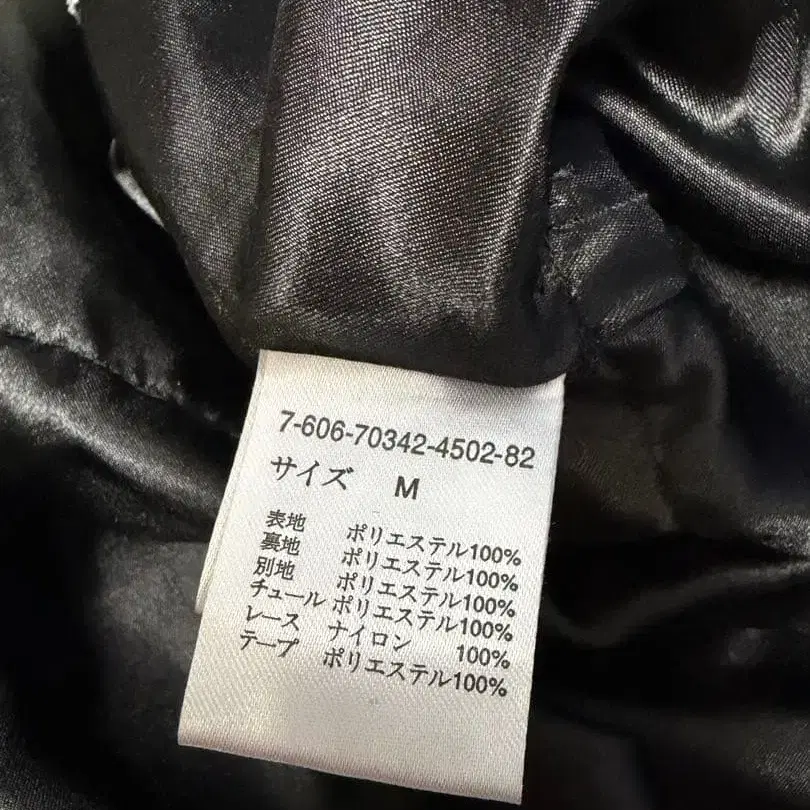 7-606-70342-4502-82
サイズ M
表地 ポリエステル100%
裏地 ポリエステル100%
別地 ポリエステル100%
チュール ポリエステル100%
レース ナイロン 100%
テープ ポリエステル100%